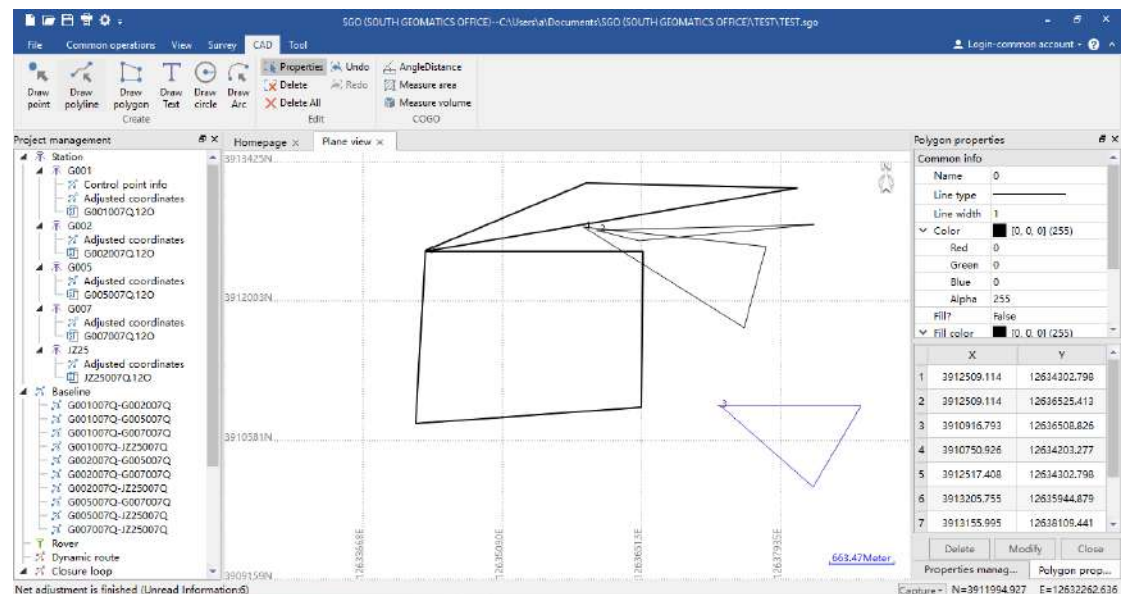 SGO (SOUTH GEOMATICS OFFICE)--C:\Users\a\Documents\SGO (SOUTH GEOMATICS OFFICE)\TEST\TEST.sgo
File Common operations View Survey CAD Tool Login-common account
Draw point
Draw polyline
Draw polygon
Draw Text
Draw circle
Draw Arc
Create
Properties Undo
Delete Redo
Delete All
Edit
AngleDistance
Measure area
Measure volume
COGO
Project management
Station
G001
Control point info
Adjusted coordinates
G001007Q.12O
G002
Adjusted coordinates
G002007Q.12O
G005
Adjusted coordinates
G005007Q.12O
G007
Adjusted coordinates
G007007Q.12O
JZ25
Adjusted coordinates
JZ25007Q.12O
Baseline
G001007Q-G002007Q
G001007Q-G005007Q
G001007Q-G007007Q
G001007Q-JZ25007Q
G002007Q-G005007Q
G002007Q-G007007Q
G002007Q-JZ25007Q
G005007Q-G007007Q
G005007Q-JZ25007Q
G007007Q-JZ25007Q
Rover
Dynamic route
Closure loop
Homepage Plane view
3913425N
N
1
2
3912003N
3
3910581N
3909159N
12633668E
12635090E
12636513E
12637935E
663.47Meter
Polygon properties
Common info
Name 0
Line type
Line width 1
Color [0, 0, 0] (255)
Red 0
Green 0
Blue 0
Alpha 255
Fill? False
Fill color [0, 0, 0] (255)
X Y
1 3912509.114 12634302.798
2 3912509.114 12636525.413
3 3910916.793 12636508.826
4 3910750.926 12634203.277
5 3912517.408 12634302.798
6 3913205.755 12635944.879
7 3913155.995 12638109.441
Delete Modify Close
Properties manag... Polygon prop...
Net adjustment is finished (Unread Information:6)
Capture N=3911994.927 E=12632262.636